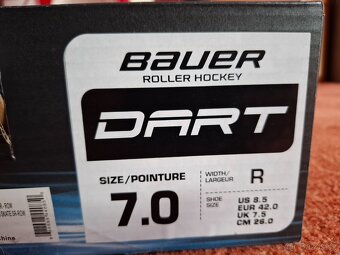 BAUER
ROLLER HOCKEY
DART
SIZE/POINTURE
7.0
WIDTH/
LARGEUR
R
SHOE
SIZE
US 8.5
EUR 42.0
UK 7.5
CM 26.0